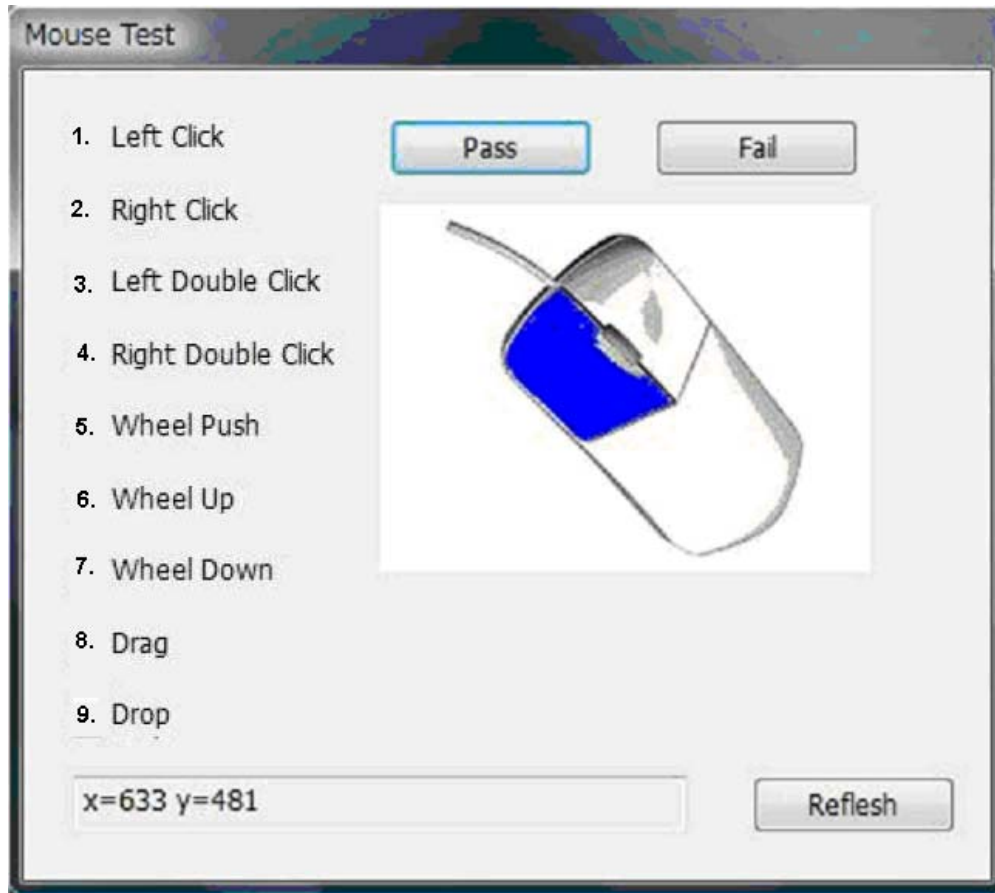 Mouse Test
1. Left Click
Pass
Fail
2. Right Click
3. Left Double Click
4. Right Double Click
5. Wheel Push
6. Wheel Up
7. Wheel Down
8. Drag
9. Drop
x=633 y=481
Reflesh